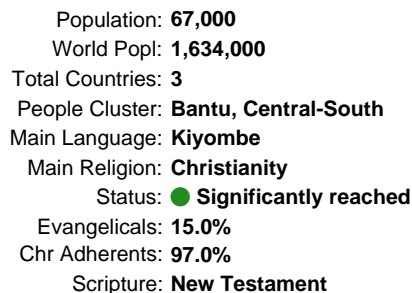 Population: 67,000
World Popl: 1,634,000
Total Countries: 3
People Cluster: Bantu, Central-South
Main Language: Kiyombe
Main Religion: Christianity
Status: Significantly reached
Evangelicals: 15.0%
Chr Adherents: 97.0%
Scripture: New Testament